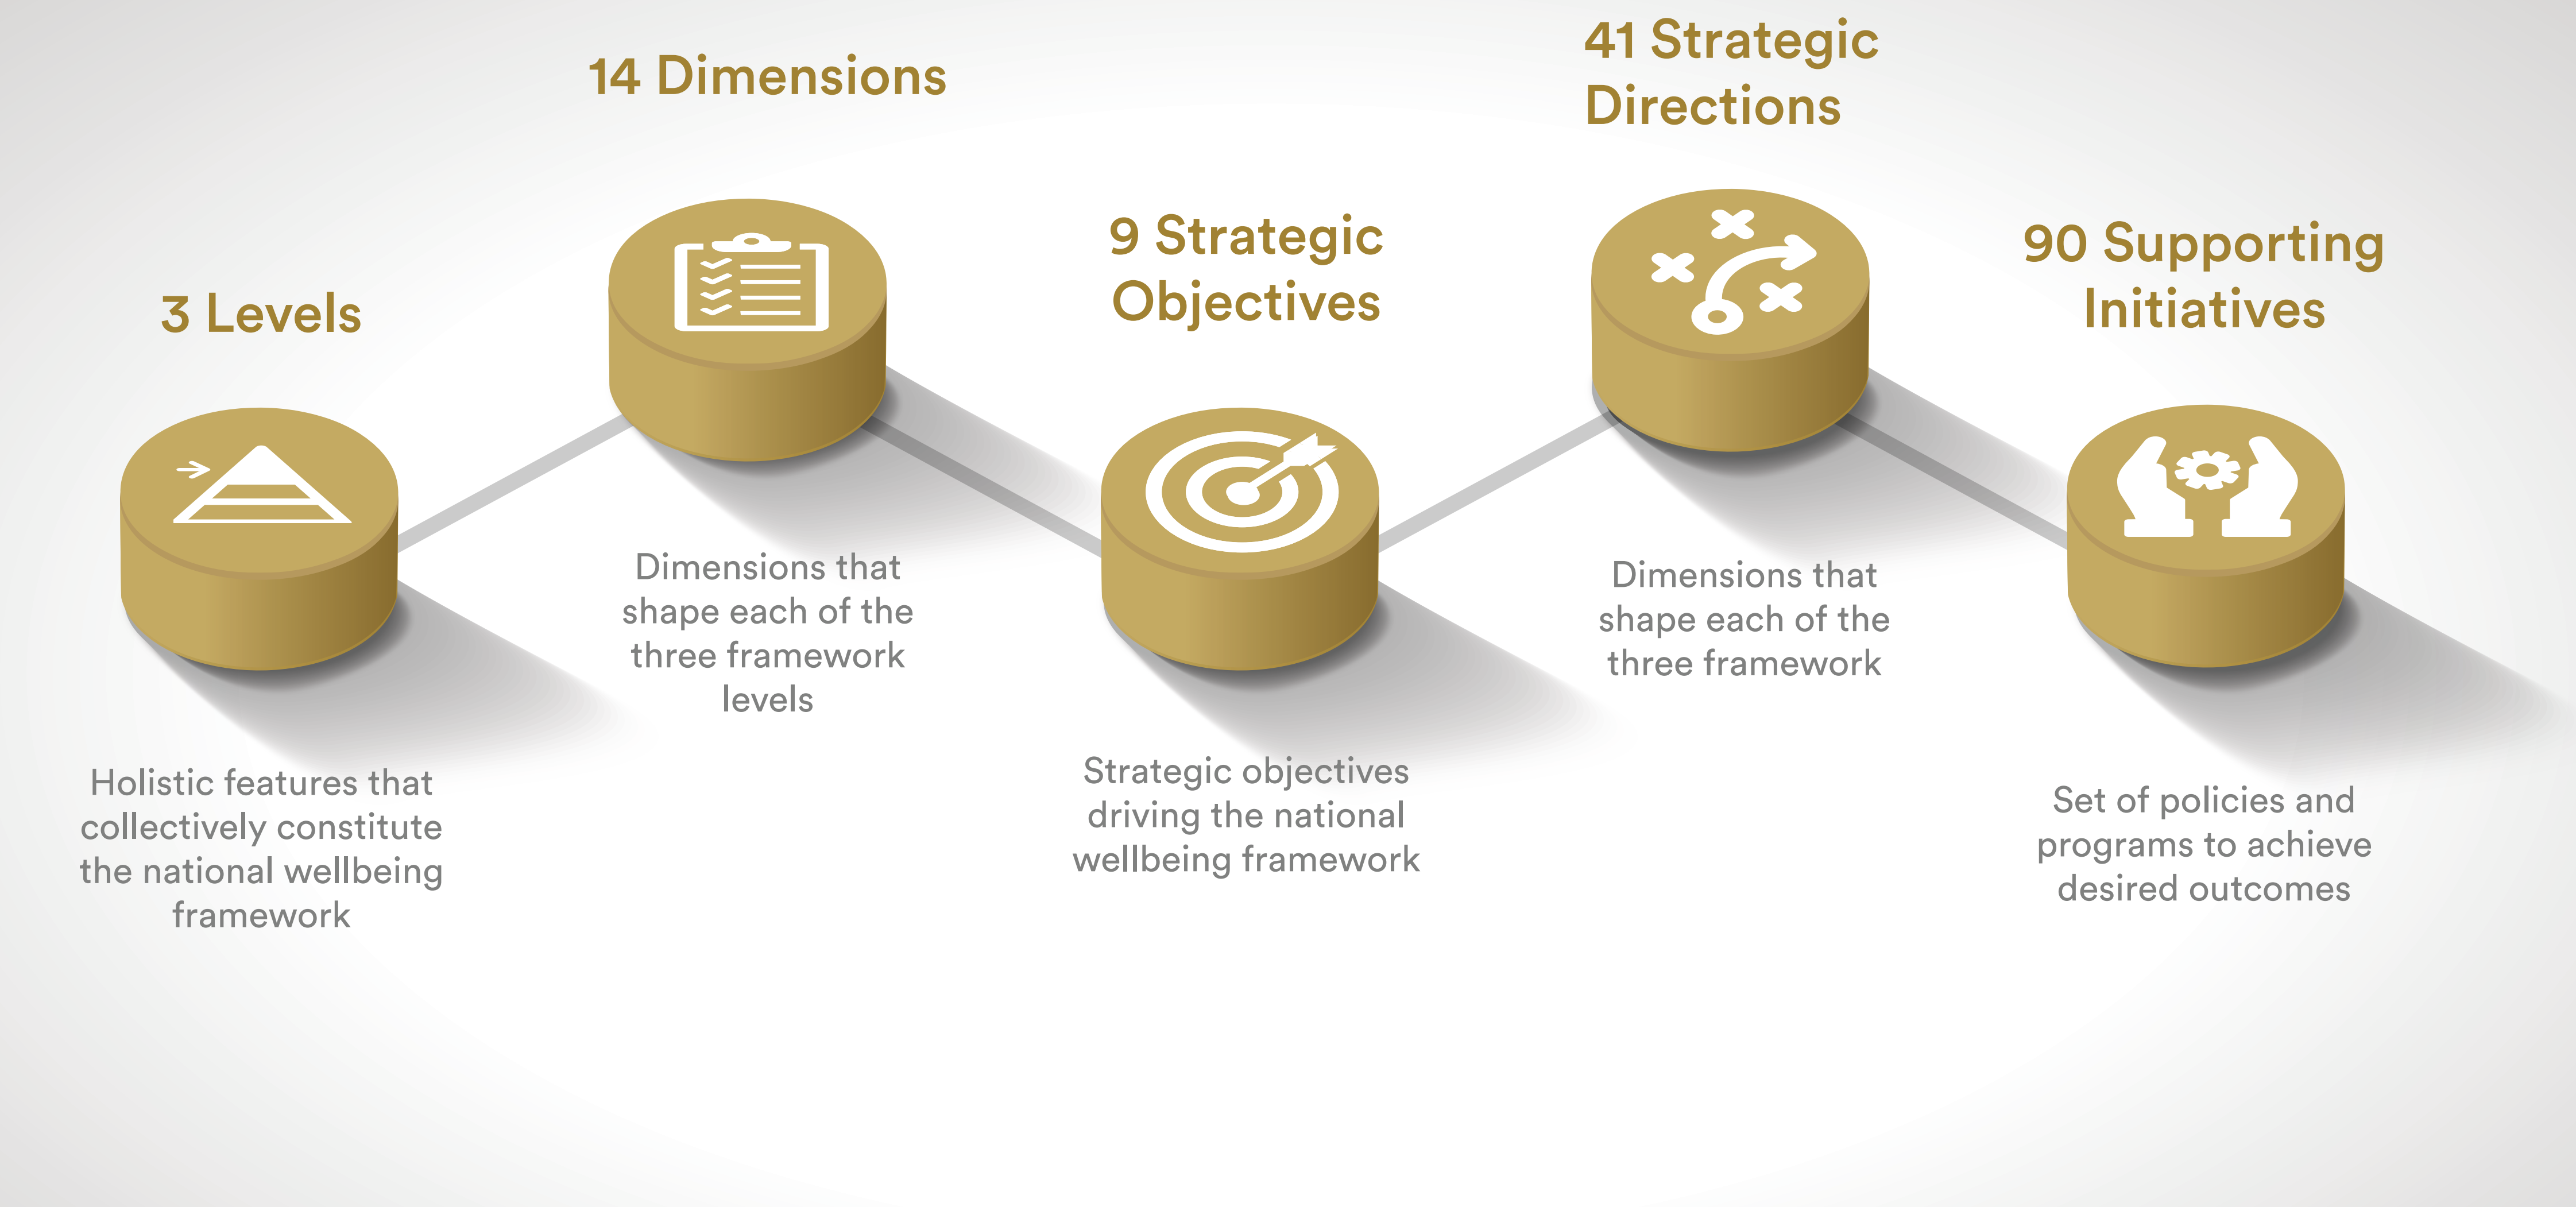 3 Levels
Holistic features that
collectively constitute
the national wellbeing
framework
14 Dimensions
Dimensions that
shape each of the
three framework
levels
9 Strategic
Objectives
Strategic objectives
driving the national
wellbeing framework
41 Strategic
Directions
Dimensions that
shape each of the
three framework
90 Supporting
Initiatives
Set of policies and
programs to achieve
desired outcomes